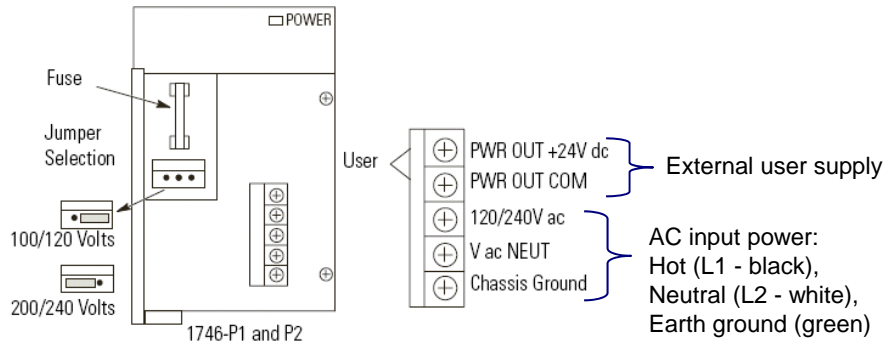 POWER
Fuse
Jumper
Selection
100/120 Volts
200/240 Volts
1746-P1 and P2
User
PWR OUT +24V dc
PWR OUT COM
120/240V ac
V ac NEUT
Chassis Ground
External user supply
AC input power:
Hot (L1 - black),
Neutral (L2 - white),
Earth ground (green)